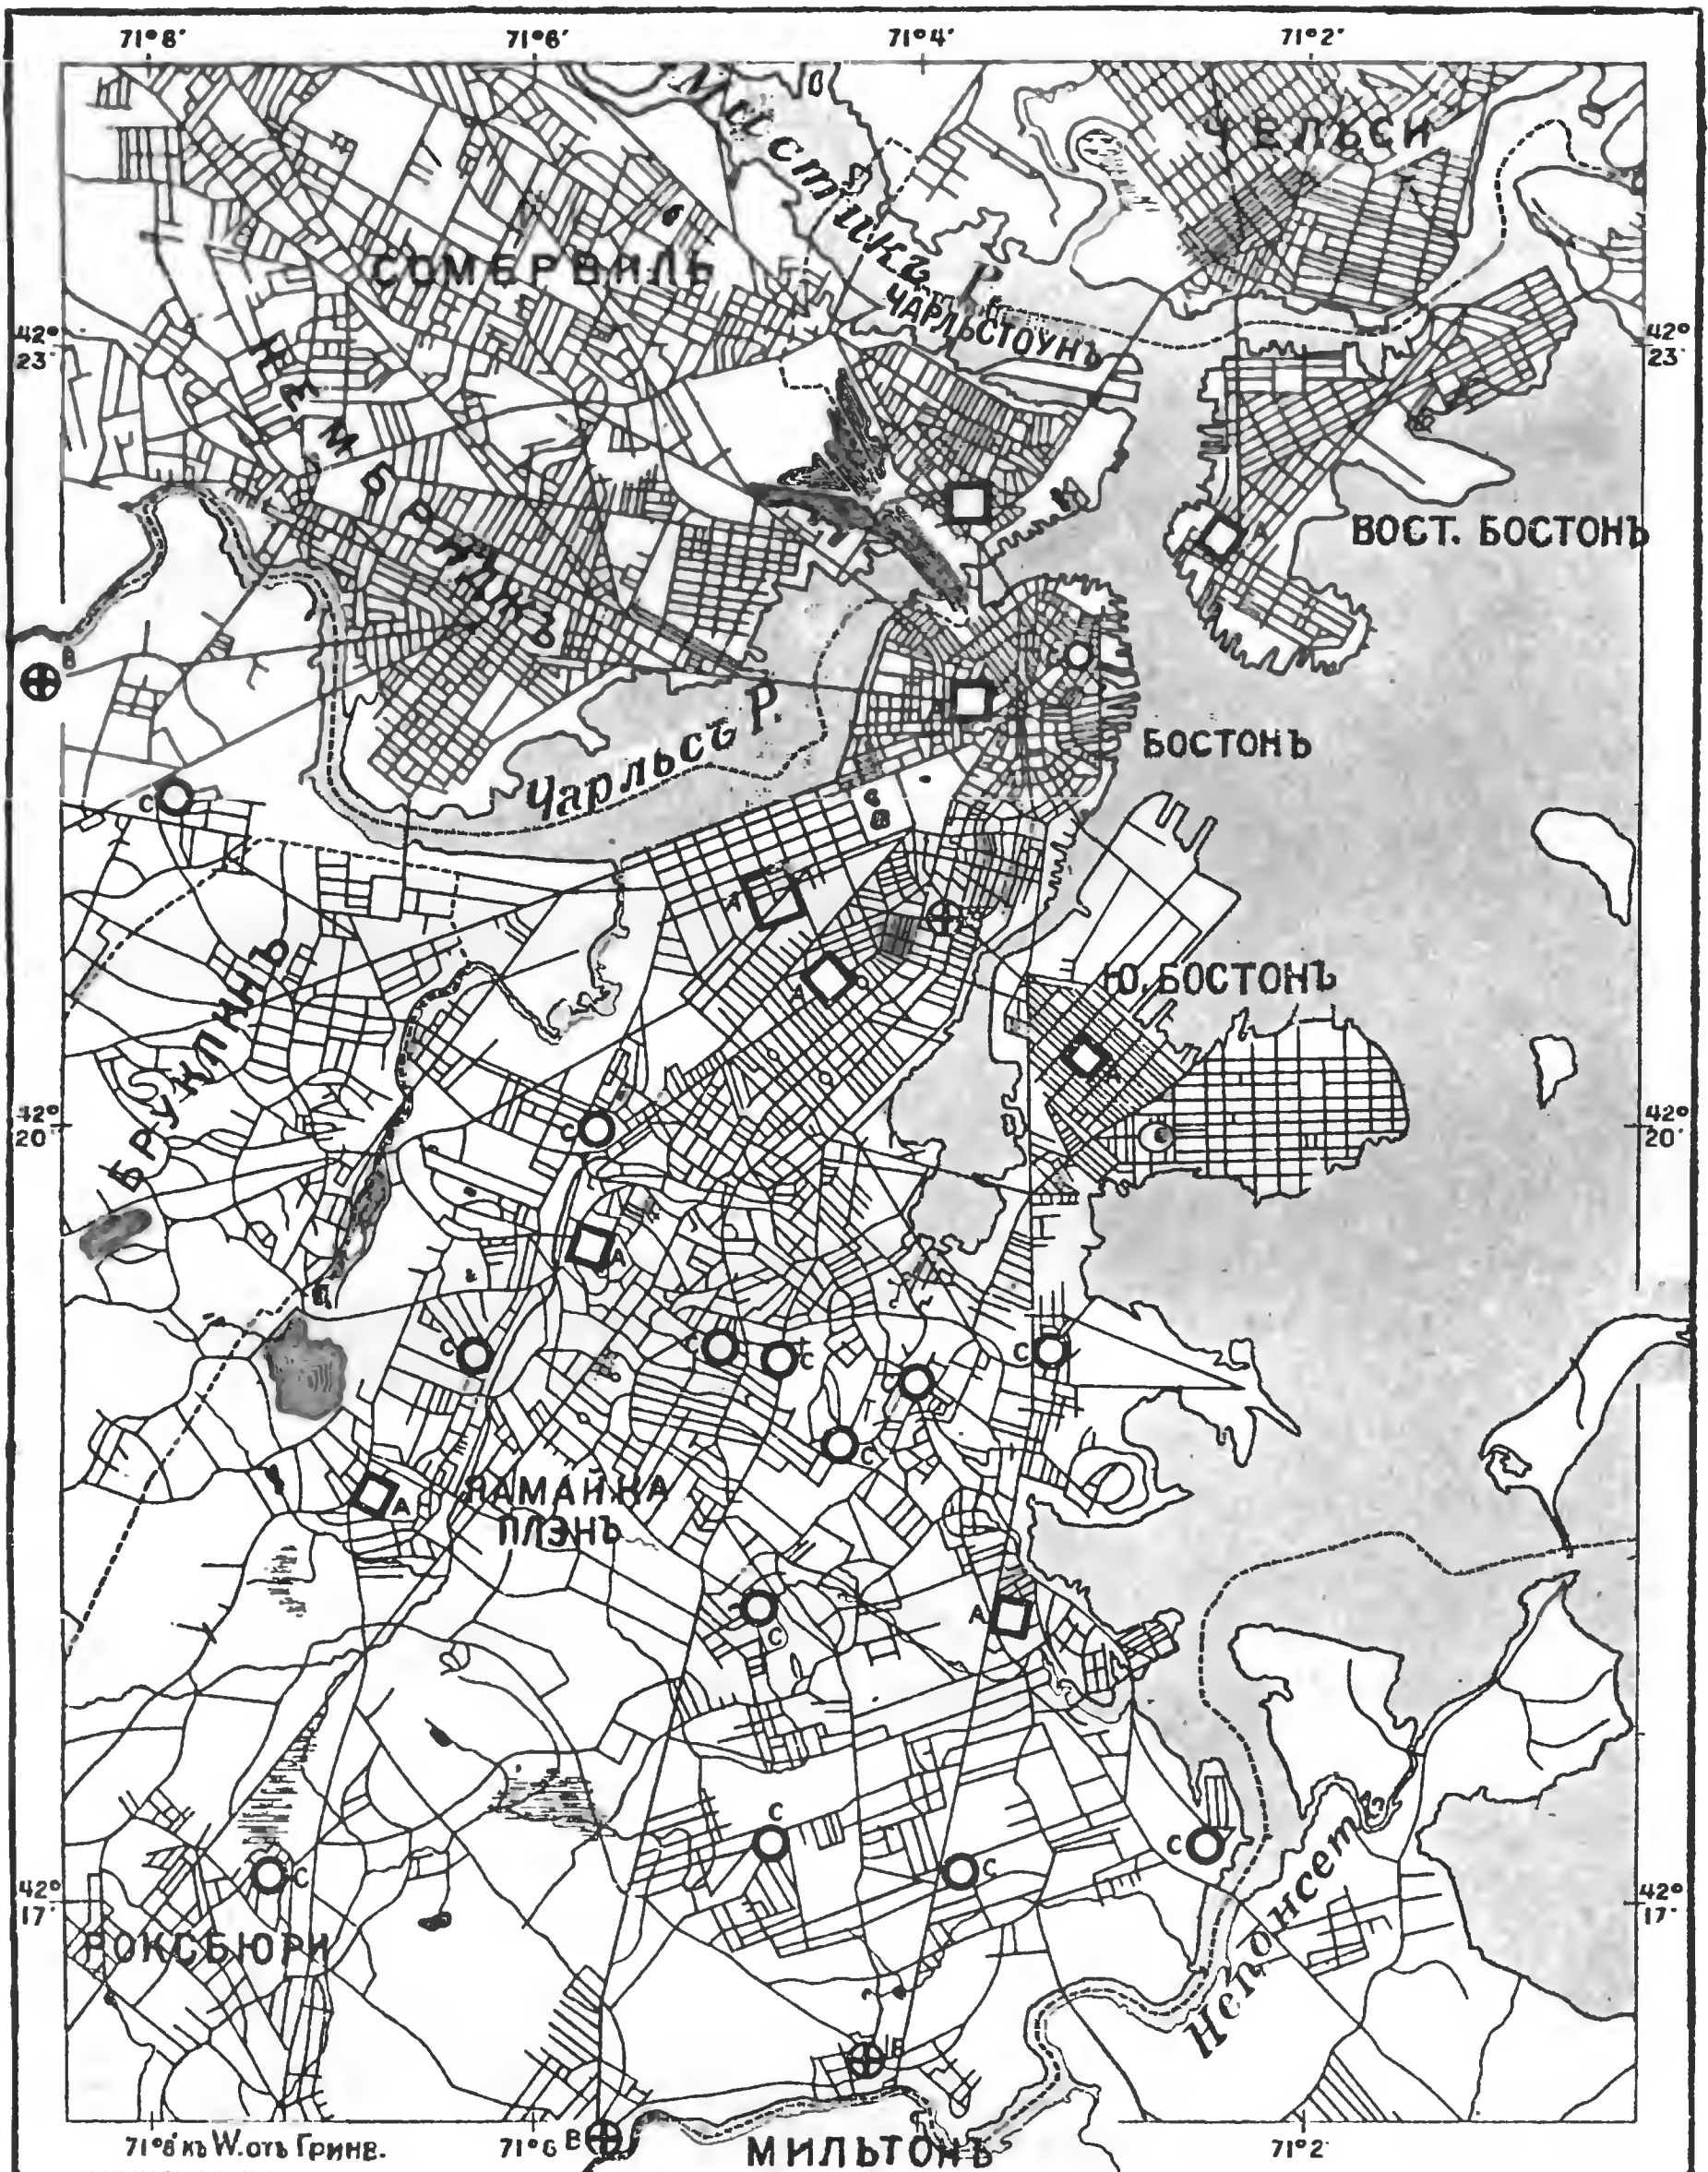 71°8'
71°6'
71°4'
71°2'
Мистикъ Р.
ЧЕЛЬСИ
СОМЕРВИЛЬ
ЧАРЛЬСТОУНЪ
42°
23'
42°
23'
КЭМБРИДЖЪ
ВОСТ. БОСТОНЪ
A
B
Чарльсъ Р.
БОСТОНЪ
C
A
B
A
Ю. БОСТОНЪ
A
БРУКЛИНЪ
42°
20'
42°
20'
C
A
C
C
C
C
C
A
ЯМАЙКА
ПЛЭНЪ
C
A
C
C
C
C
42°
17'
42°
17'
РОКСБЮРИ
Непонсет
B
B
71°8' къ W. отъ Гринв.
71°6'
МИЛЬТОНЪ
71°2'